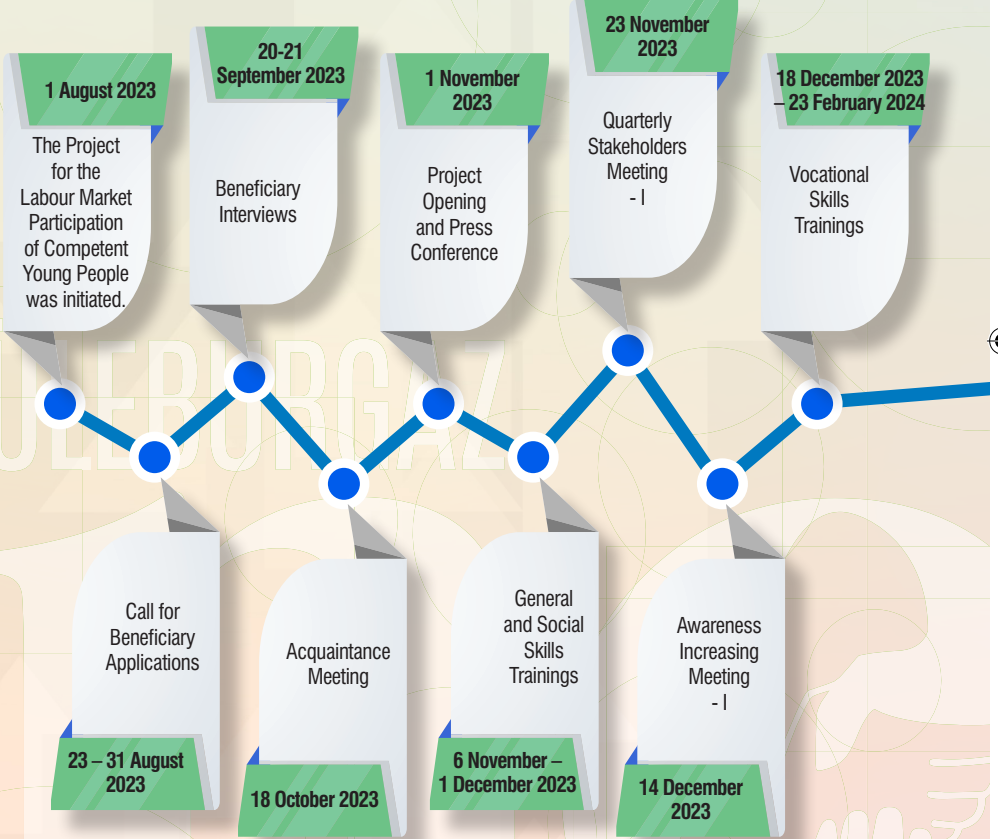 1 August 2023
The Project
for the
Labour Market
Participation
of Competent
Young People
was initiated.
Call for
Beneficiary
Applications
23 – 31 August
2023
20-21
September 2023
Beneficiary
Interviews
Acquaintance
Meeting
18 October 2023
1 November
2023
Project
Opening
and Press
Conference
General
and Social
Skills
Trainings
6 November –
1 December 2023
23 November
2023
Quarterly
Stakeholders
Meeting
- I
Awareness
Increasing
Meeting
- I
14 December
2023
18 December 2023
– 23 February 2024
Vocational
Skills
Trainings
ULEBURGAZ